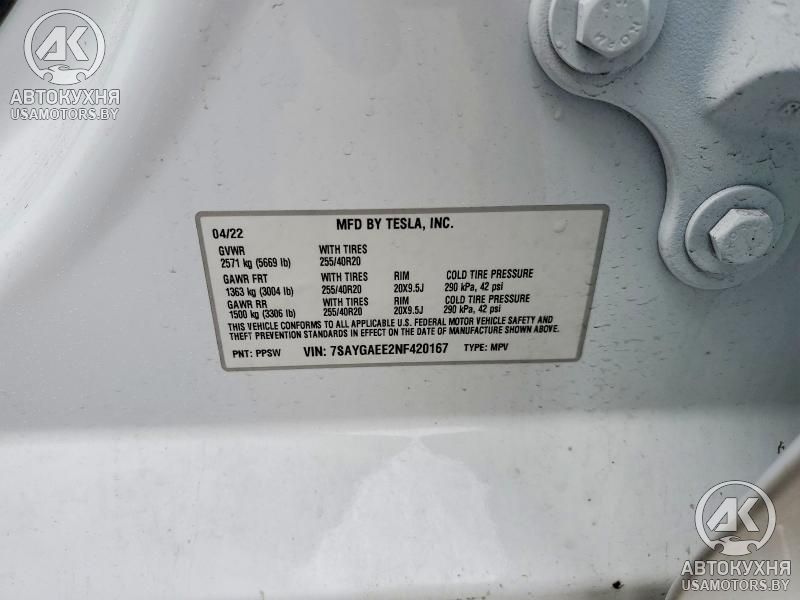 АК
АВТОКУХНЯ
USAMOTORS.BY
04/22 MFD BY TESLA, INC.
GVWR WITH TIRES
2571 kg (5669 lb) 255/40R20
GAWR FRT WITH TIRES RIM COLD TIRE PRESSURE
1363 kg (3004 lb) 255/40R20 20X9.5J 290 kPa, 42 psi
GAWR RR WITH TIRES RIM COLD TIRE PRESSURE
1500 kg (3306 lb) 255/40R20 20X9.5J 290 kPa, 42 psi
THIS VEHICLE CONFORMS TO ALL APPLICABLE U.S. FEDERAL MOTOR VEHICLE SAFETY AND
THEFT PREVENTION STANDARDS IN EFFECT ON THE DATE OF MANUFACTURE SHOWN ABOVE.
PNT: PPSW VIN: 7SAYGAEE2NF420167 TYPE: MPV
АК
АВТОКУХНЯ
USAMOTORS.BY